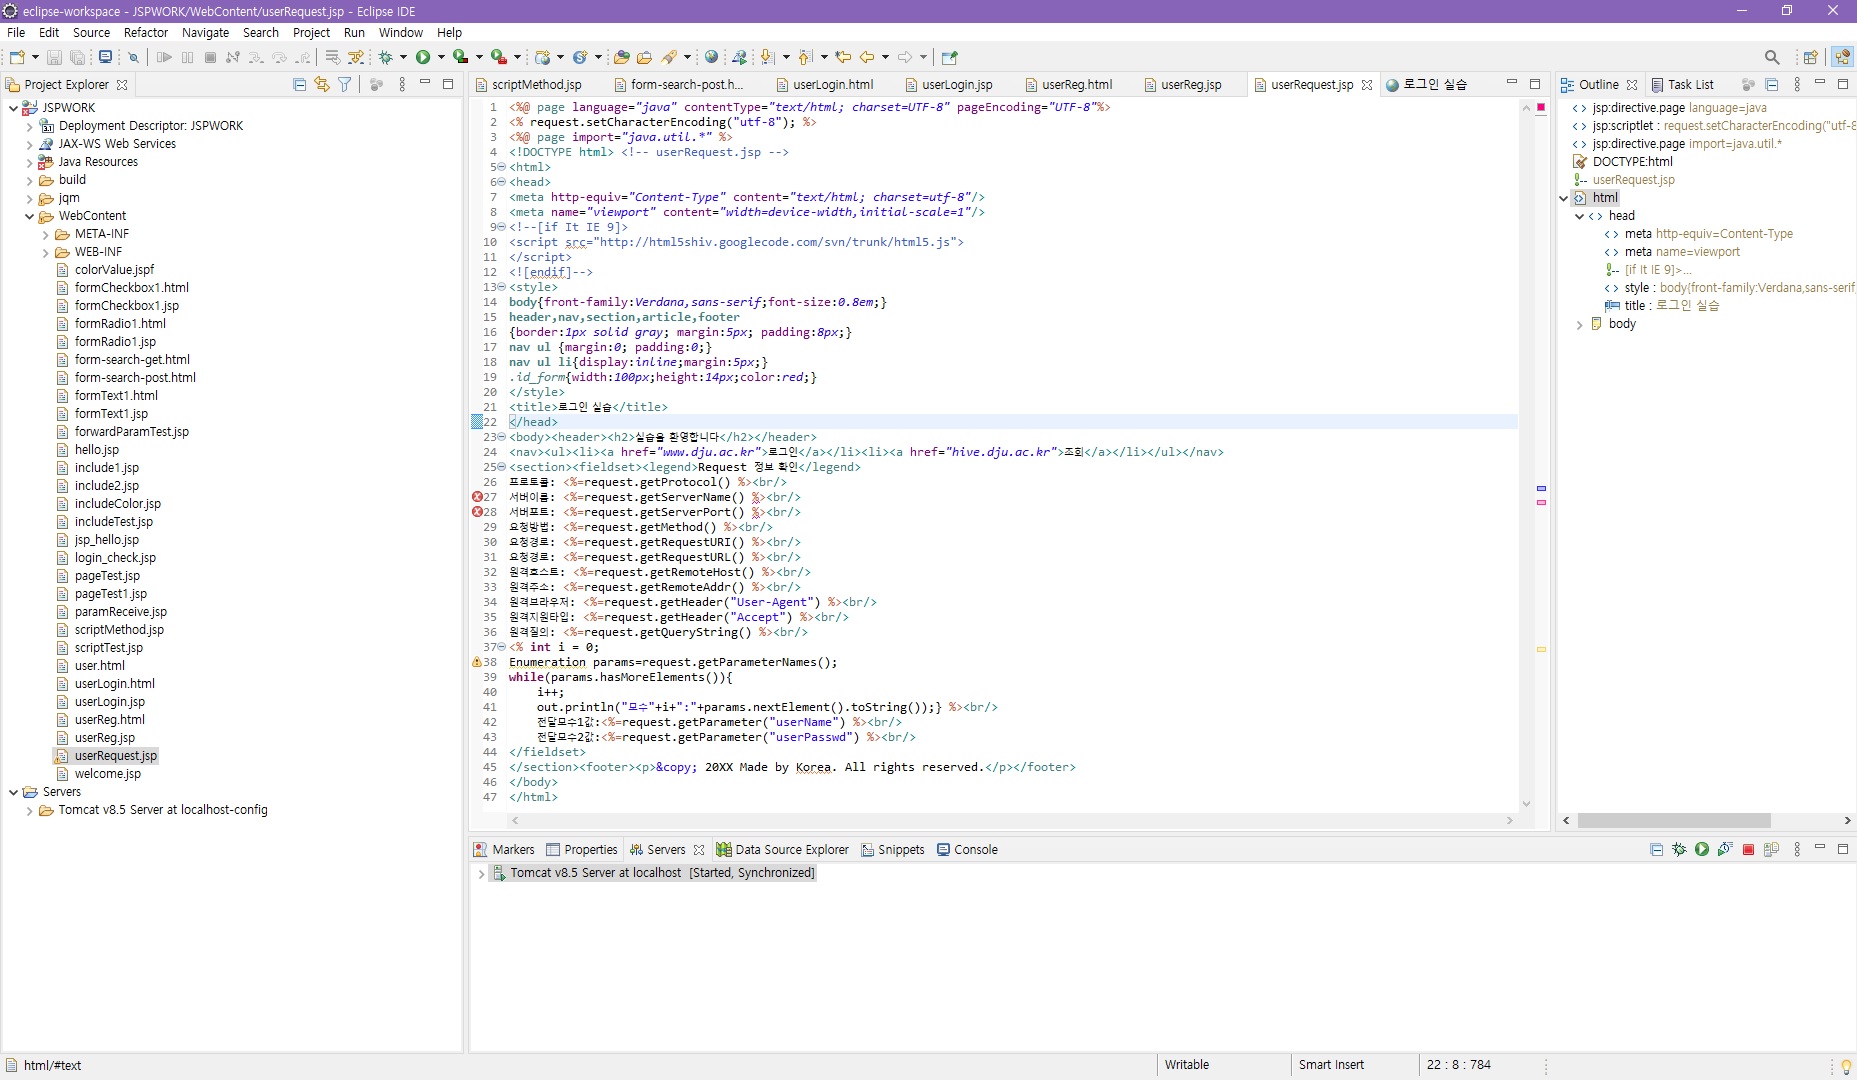 eclipse-workspace - JSPWORK/WebContent/userRequest.jsp - Eclipse IDE
File Edit Source Refactor Navigate Search Project Run Window Help
Project Explorer
JSPWORK
Deployment Descriptor: JSPWORK
JAX-WS Web Services
Java Resources
build
jqm
WebContent
META-INF
WEB-INF
colorValue.jspf
formCheckbox1.html
formCheckbox1.jsp
formRadio1.html
formRadio1.jsp
form-search-get.html
form-search-post.html
formText1.html
formText1.jsp
forwardParamTest.jsp
hello.jsp
include1.jsp
include2.jsp
includeColor.jsp
includeTest.jsp
jsp_hello.jsp
login_check.jsp
pageTest.jsp
pageTest1.jsp
paramReceive.jsp
scriptMethod.jsp
scriptTest.jsp
user.html
userLogin.html
userLogin.jsp
userReg.html
userReg.jsp
userRequest.jsp
welcome.jsp
Servers
Tomcat v8.5 Server at localhost-config
scriptMethod.jsp form-search-post.h... userLogin.html userLogin.jsp userReg.html userReg.jsp userRequest.jsp 로그인 실습
1 <%@ page language="java" contentType="text/html; charset=UTF-8" pageEncoding="UTF-8"%>
2 <% request.setCharacterEncoding("utf-8"); %>
3 <%@ page import="java.util.*" %>
4 <!DOCTYPE html> <!-- userRequest.jsp -->
5 <html>
6 <head>
7 <meta http-equiv="Content-Type" content="text/html; charset=utf-8"/>
8 <meta name="viewport" content="width=device-width,initial-scale=1"/>
9 <!--[if It IE 9]>
10 <script src="http://html5shiv.googlecode.com/svn/trunk/html5.js">
11 </script>
12 <![endif]-->
13 <style>
14 body{front-family:Verdana,sans-serif;font-size:0.8em;}
15 header,nav,section,article,footer
16 {border:1px solid gray; margin:5px; padding:8px;}
17 nav ul {margin:0; padding:0;}
18 nav ul li{display:inline;margin:5px;}
19 .id_form{width:100px;height:14px;color:red;}
20 </style>
21 <title>로그인 실습</title>
22 </head>
23 <body><header><h2>실습을 환영합니다</h2></header>
24 <nav><ul><li><a href="www.dju.ac.kr">로그인</a></li><li><a href="hive.dju.ac.kr">조회</a></li></ul></nav>
25 <section><fieldset><legend>Request 정보 확인</legend>
26 프로토콜: <%=request.getProtocol() %><br/>
27 서버이름: <%=request.getServerName() %><br/>
28 서버포트: <%=request.getServerPort() %><br/>
29 요청방법: <%=request.getMethod() %><br/>
30 요청경로: <%=request.getRequestURI() %><br/>
31 요청경로: <%=request.getRequestURL() %><br/>
32 원격호스트: <%=request.getRemoteHost() %><br/>
33 원격주소: <%=request.getRemoteAddr() %><br/>
34 원격브라우저: <%=request.getHeader("User-Agent") %><br/>
35 원격지원타입: <%=request.getHeader("Accept") %><br/>
36 원격질의: <%=request.getQueryString() %><br/>
37 <% int i = 0;
38 Enumeration params=request.getParameterNames();
39 while(params.hasMoreElements()){
40 i++;
41 out.println("모수"+i+":"+params.nextElement().toString());} %><br/>
42 전달모수1값:<%=request.getParameter("userName") %><br/>
43 전달모수2값:<%=request.getParameter("userPasswd") %><br/>
44 </fieldset>
45 </section><footer><p>&copy; 20XX Made by Korea. All rights reserved.</p></footer>
46 </body>
47 </html>
Outline Task List
jsp:directive.page language=java
jsp:scriptlet : request.setCharacterEncoding("utf-8
jsp:directive.page import=java.util.*
DOCTYPE:html
userRequest.jsp
html
head
meta http-equiv=Content-Type
meta name=viewport
[if It IE 9]>...
style : body{front-family:Verdana,sans-serif
title : 로그인 실습
body
Markers Properties Servers Data Source Explorer Snippets Console
Tomcat v8.5 Server at localhost [Started, Synchronized]
html/#text Writable Smart Insert 22 : 8 : 784